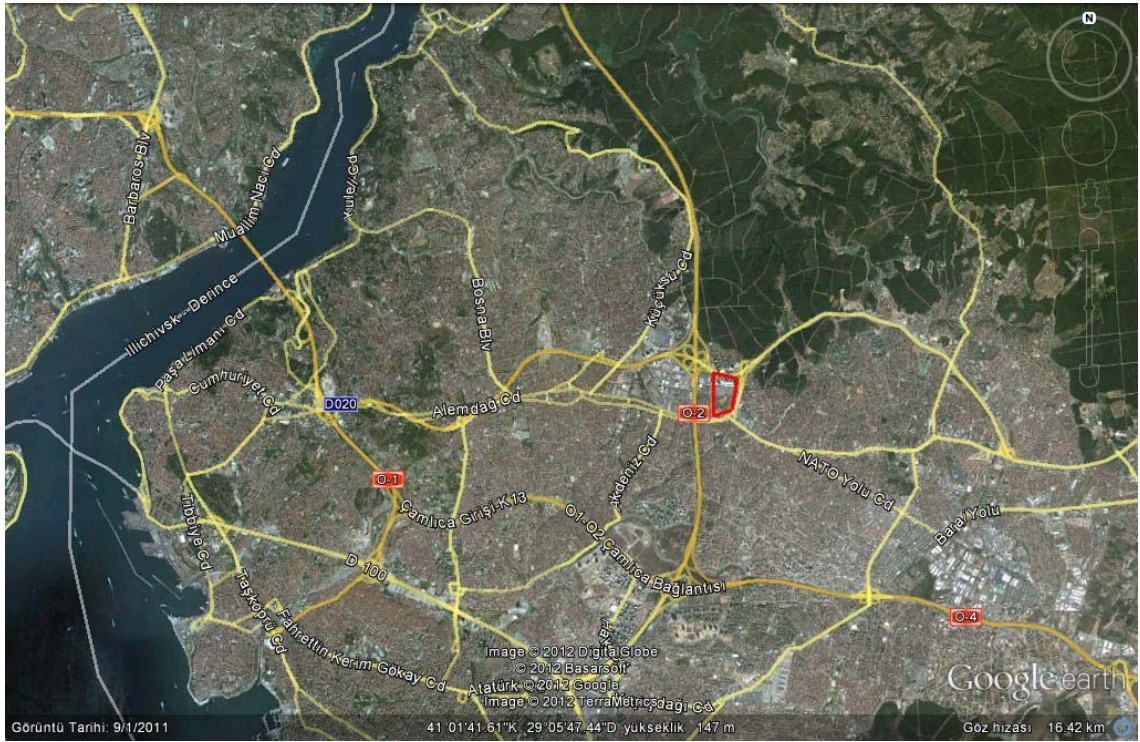 N
Barbaros Blv
Muallim Naci Cd
Kuleli Cd
Illichivsk - Derince
Paşa Limanı Cd
Cumhuriyet Cd
Bosna Blv
Küçüksu Cd
D020
Alemdağ Cd
O-2
O-1
Çamlıca Girişi-K13
Akdeniz Cd
NATO Yolu Cd
Baraj Yolu
O1-O2 Çamlıca Bağlantısı
Tıbbiye Cd
D 100
Taşköprü Cd
Fahrettin Kerim Gökay Cd
O-4
Atatürk
Image © 2012 DigitalGlobe
© 2012 Basarsoft
© 2012 Google
Image © 2012 TerraMetrics
Google earth
Görüntü Tarihi: 9/1/2011
41°01'41.61"K 29°05'47.44"D yükseklik 147 m
Göz hizası 16.42 km